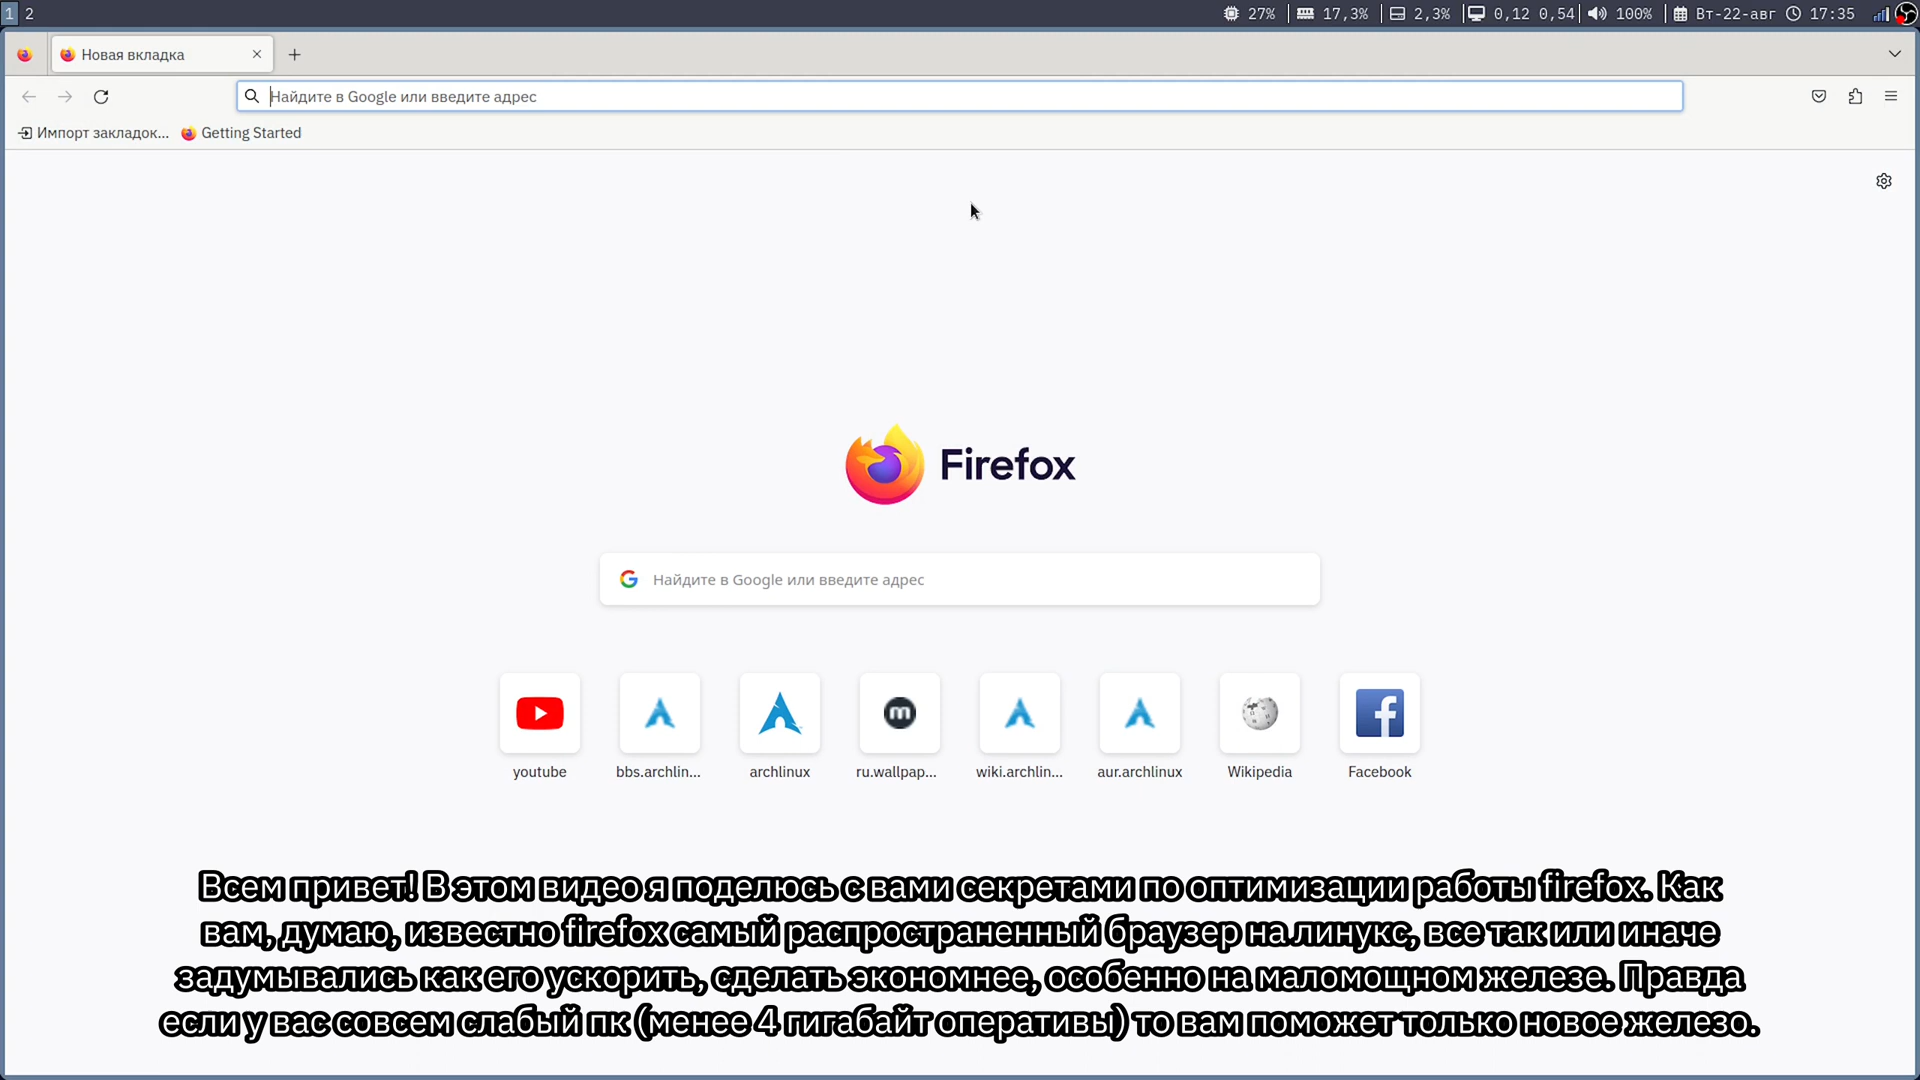 1 2 27% 17,3% 2,3% 0,12 0,54 100% Вт-22-авг 17:35
Новая вкладка
Найдите в Google или введите адрес
Импорт закладок... Getting Started
Firefox
Найдите в Google или введите адрес
youtube bbs.archlin... archlinux ru.wallpap... wiki.archlin... aur.archlinux Wikipedia Facebook
Всем привет! В этом видео я поделюсь с вами секретами по оптимизации работы firefox. Как
вам, думаю, известно firefox самый распространенный браузер на линукс, все так или иначе
задумывались как его ускорить, сделать экономнее, особенно на маломощном железе. Правда
если у вас совсем слабый пк (менее 4 гигабайт оперативы) то вам поможет только новое железо.